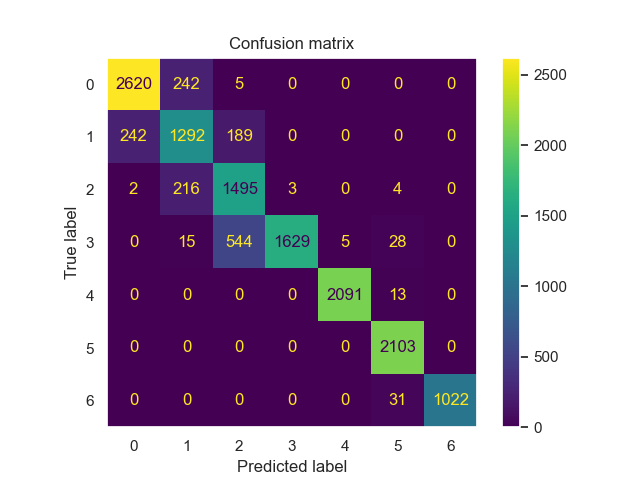 Confusion matrix
0 2620 242 5 0 0 0 0
1 242 1292 189 0 0 0 0
2 2 216 1495 3 0 4 0
3 0 15 544 1629 5 28 0
4 0 0 0 0 2091 13 0
5 0 0 0 0 0 2103 0
6 0 0 0 0 0 31 1022
0 1 2 3 4 5 6
True label
Predicted label
2500
2000
1500
1000
500
0